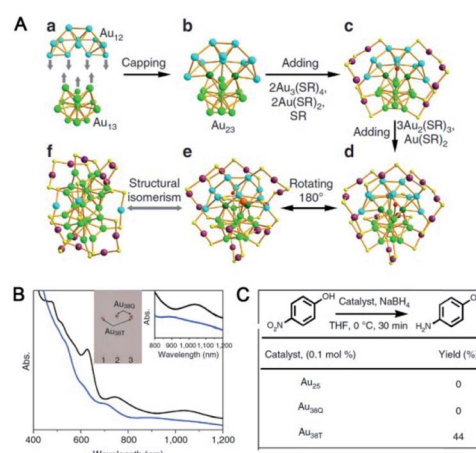 A
a
Au12
Au13
Capping
b
Au23
Adding
2Au3(SR)4,
2Au(SR)2,
SR
c
Adding
3Au2(SR)3,
Au(SR)2
f
Structural
isomerism
e
Rotating
180°
d
B
Abs.
Au38Q
Au38T
1 2 3
Abs.
800 900 1,000 1,100 1,200
Wavelength (nm)
400 600 800 1,000 1,200
Wavelength (nm)
C
OH
O2N
Catalyst, NaBH4
THF, 0 °C, 30 min
H2N
Catalyst, (0.1 mol %) Yield (%
Au25 0
Au38Q 0
Au38T 44